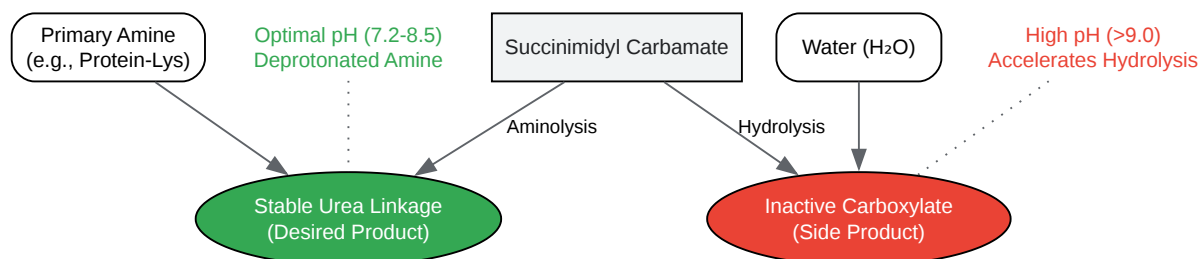 Primary Amine
(e.g., Protein-Lys)
Optimal pH (7.2-8.5)
Deprotonated Amine
Succinimidyl Carbamate
Water (H₂O)
High pH (>9.0)
Accelerates Hydrolysis
Aminolysis
Hydrolysis
Stable Urea Linkage
(Desired Product)
Inactive Carboxylate
(Side Product)